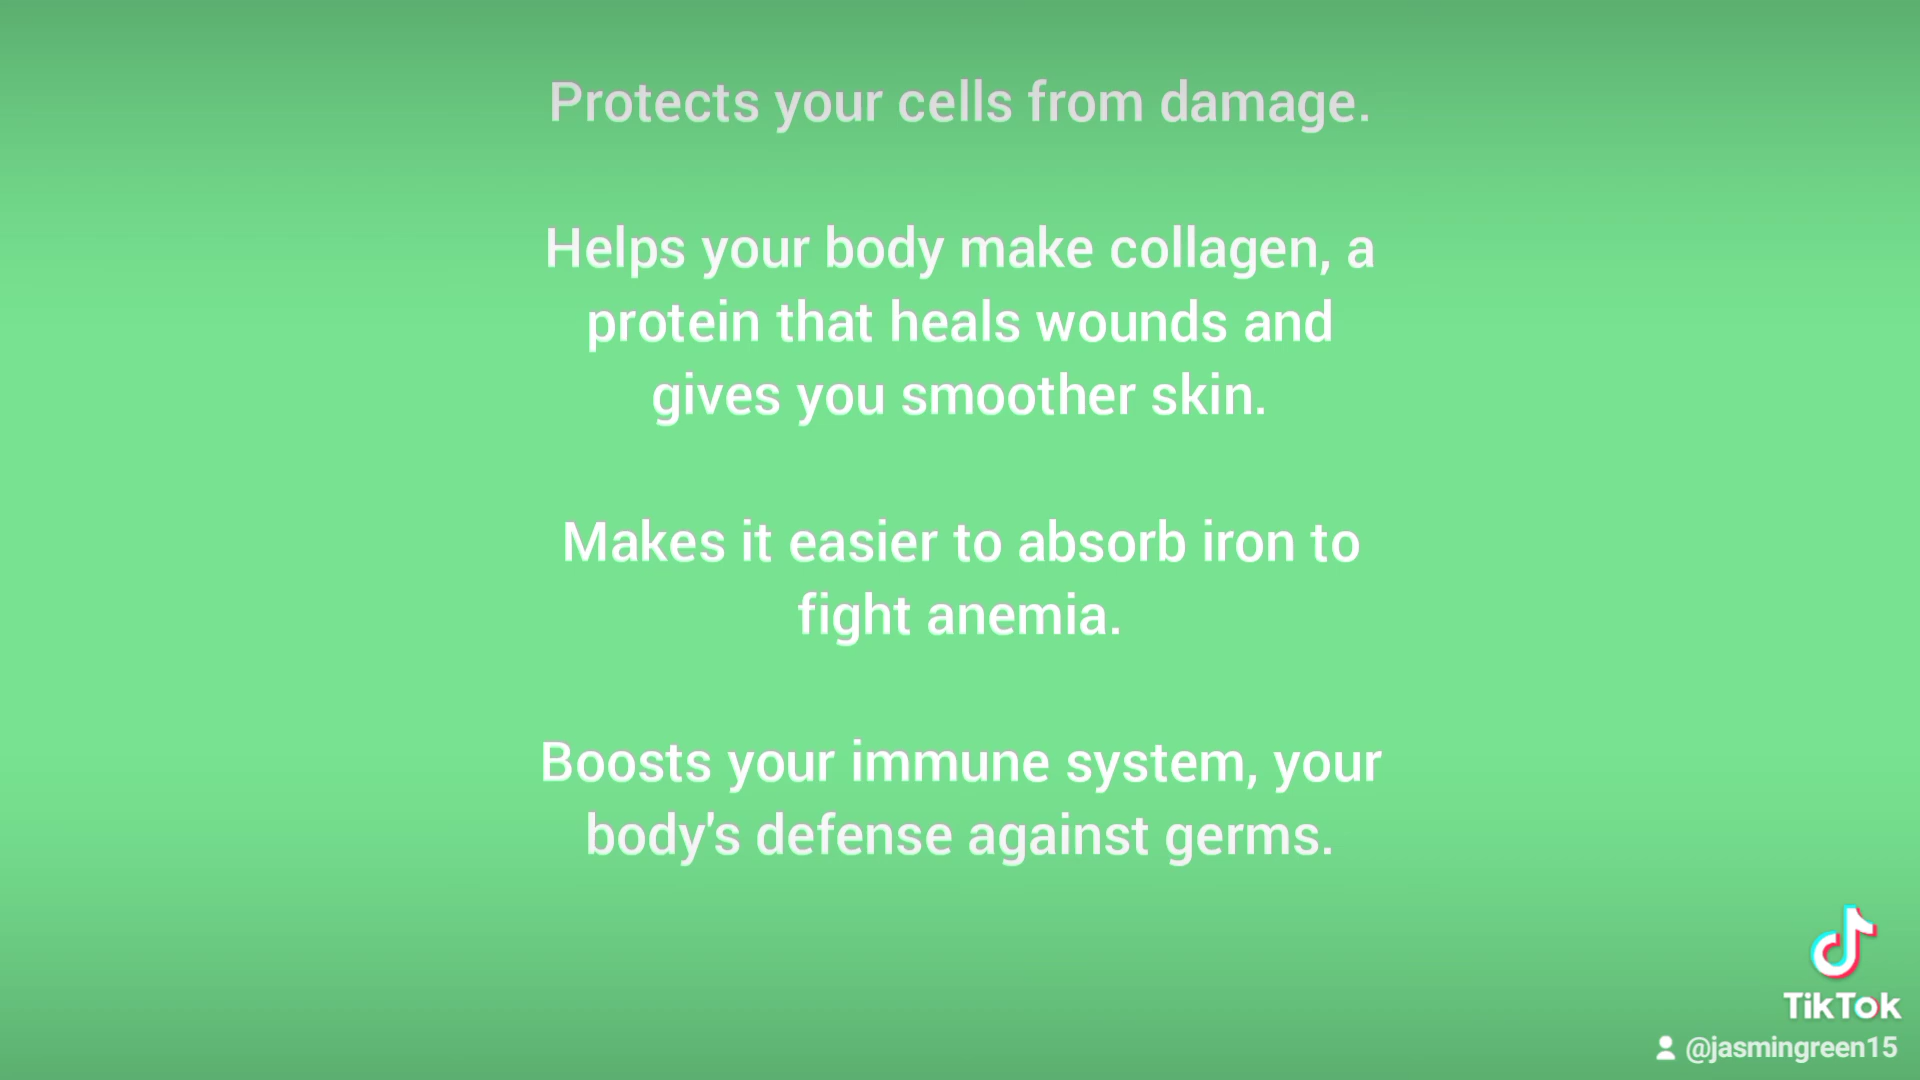 Protects your cells from damage.
Helps your body make collagen, a
protein that heals wounds and
gives you smoother skin.
Makes it easier to absorb iron to
fight anemia.
Boosts your immune system, your
body's defense against germs.
TikTok
@jasmingreen15